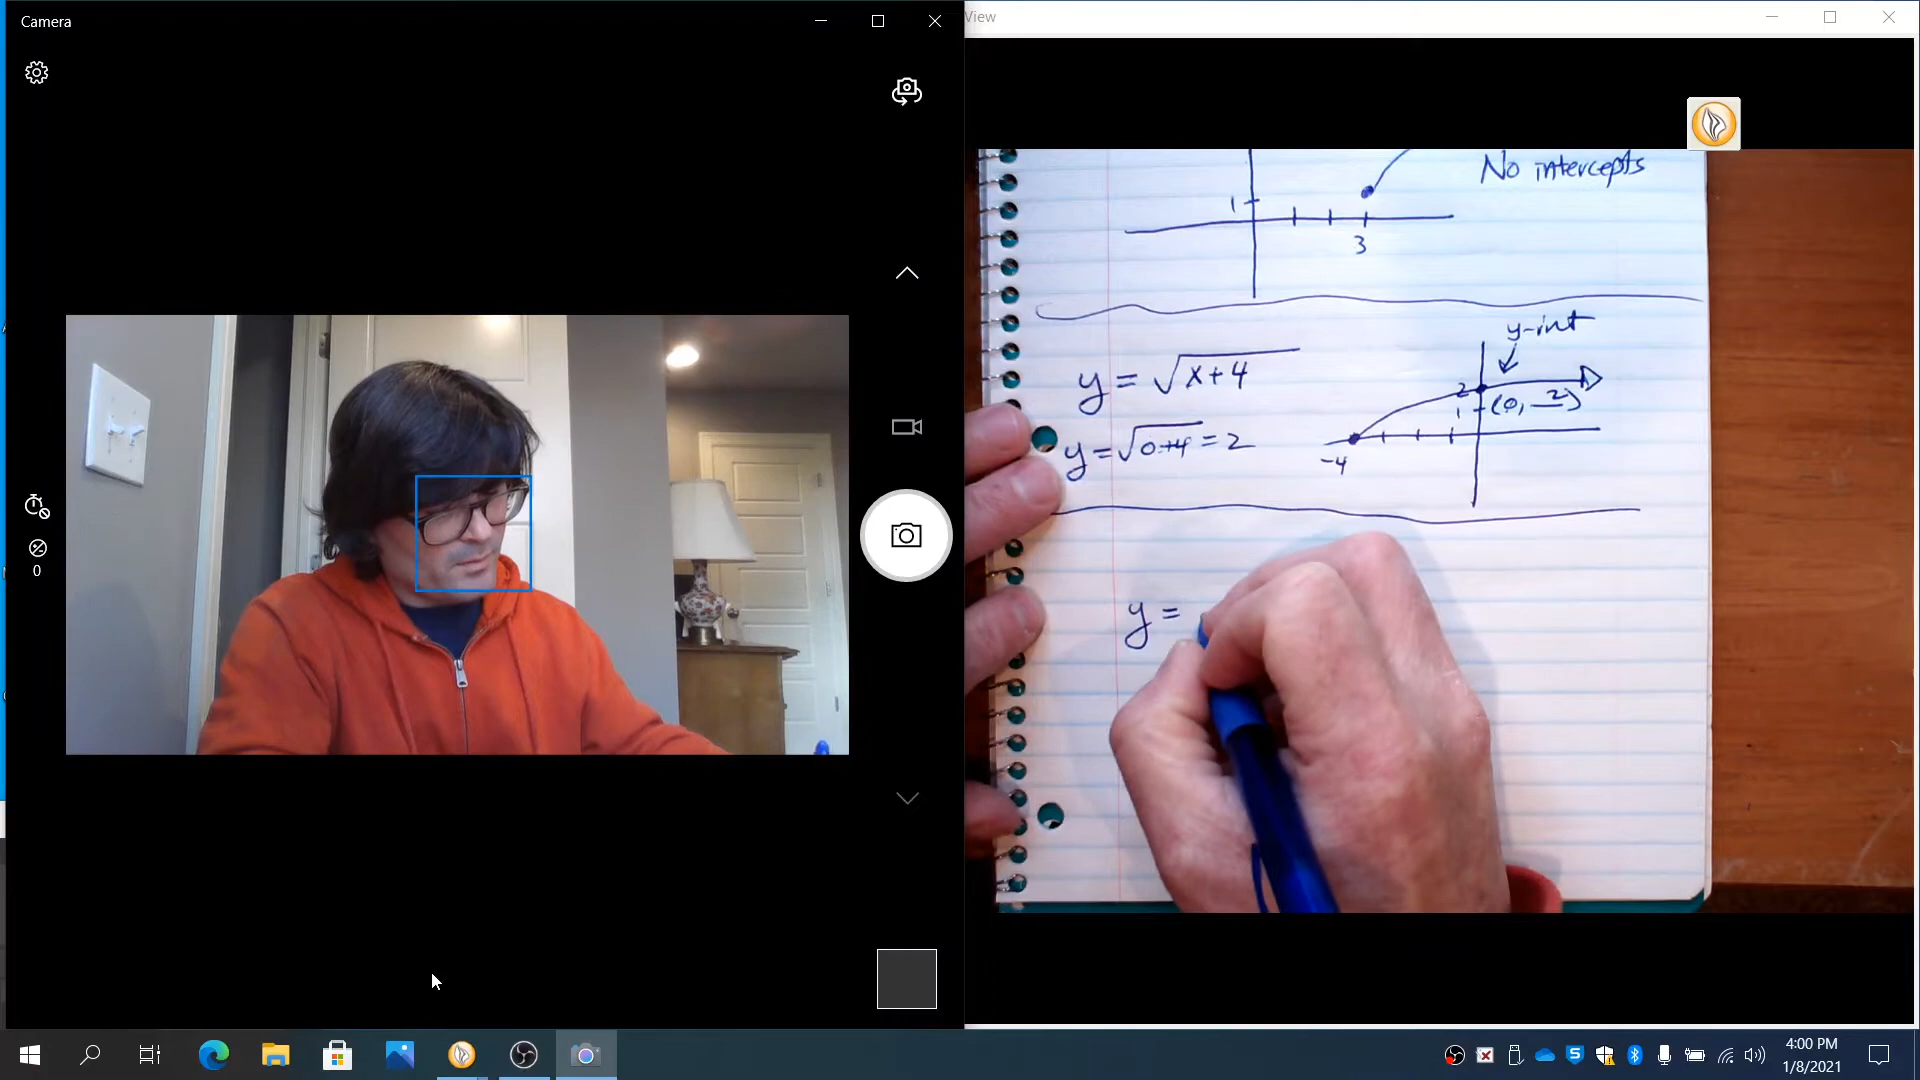 Camera
View
0
No intercepts
1
3
y = √x+4
y-int
2
1 (0, 2)
y = √0+4 = 2
-4
y =
4:00 PM
1/8/2021